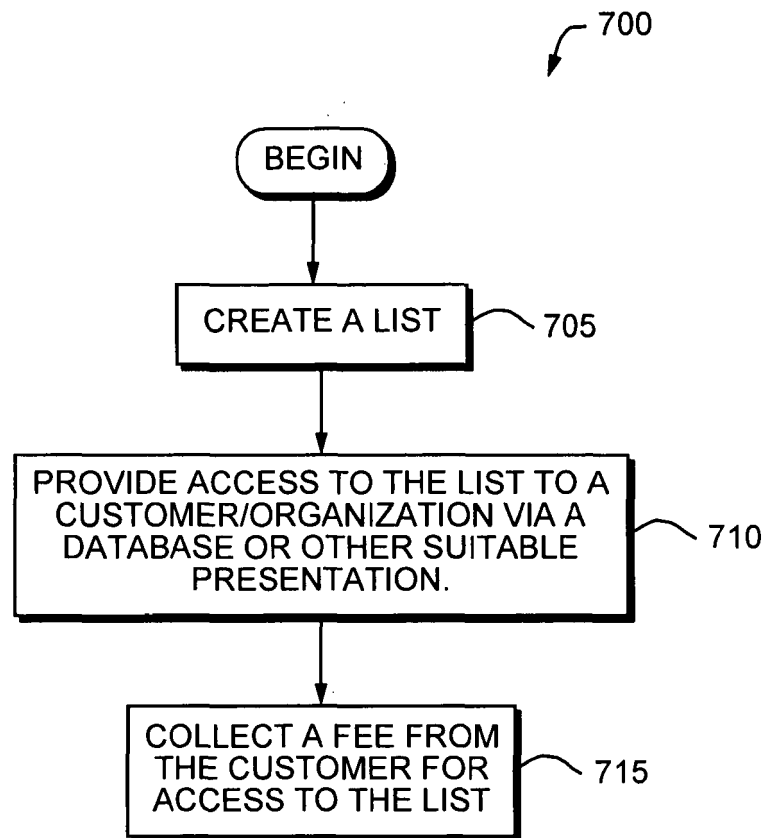 700
BEGIN
CREATE A LIST
705
PROVIDE ACCESS TO THE LIST TO A
CUSTOMER/ORGANIZATION VIA A
DATABASE OR OTHER SUITABLE
PRESENTATION.
710
COLLECT A FEE FROM
THE CUSTOMER FOR
ACCESS TO THE LIST
715